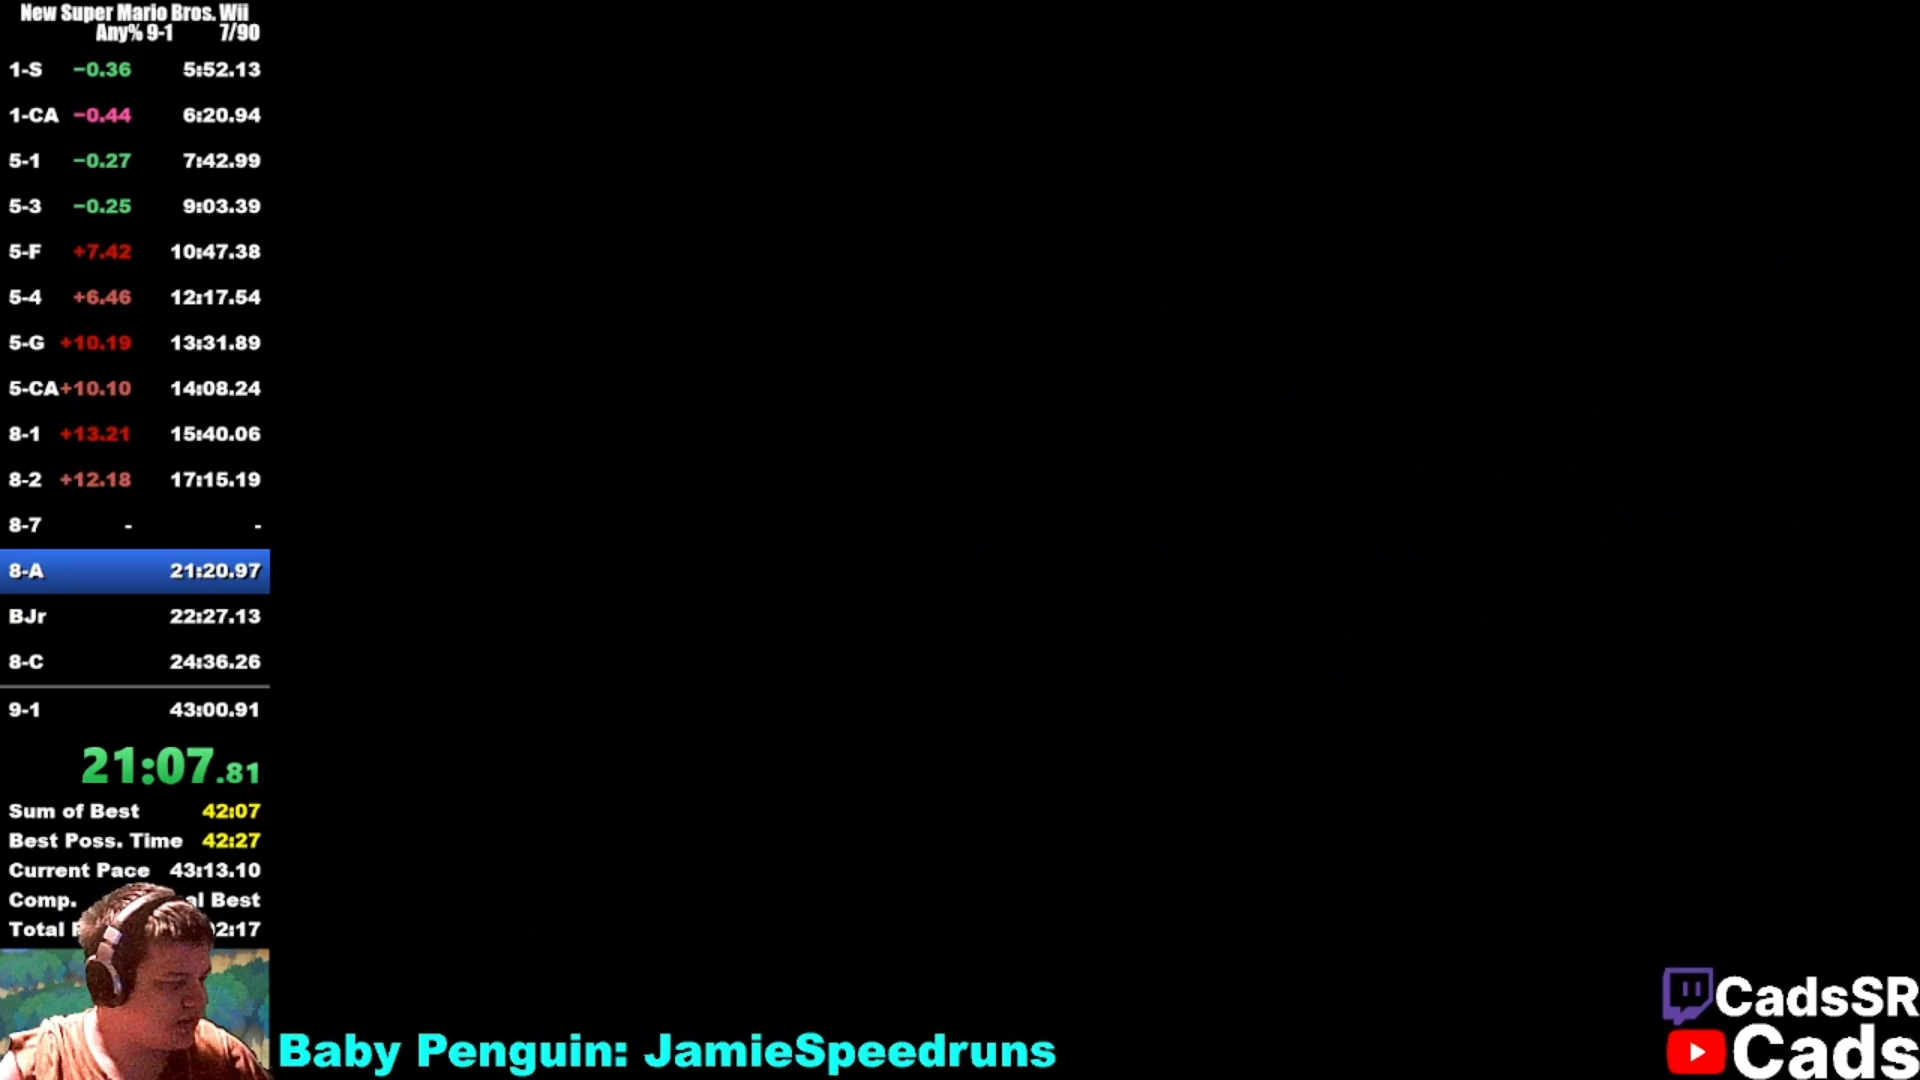 New Super Mario Bros. Wii
Any% 9-1 7/90
1-S −0.36 5:52.13
1-CA −0.44 6:20.94
5-1 −0.27 7:42.99
5-3 −0.25 9:03.39
5-F +7.42 10:47.38
5-4 +6.46 12:17.54
5-G +10.19 13:31.89
5-CA +10.10 14:08.24
8-1 +13.21 15:40.06
8-2 +12.18 17:15.19
8-7 - -
8-A 21:20.97
BJr 22:27.13
8-C 24:36.26
9-1 43:00.91
21:07.81
Sum of Best 42:07
Best Poss. Time 42:27
Current Pace 43:13.10
Comp. al Best
Total 2:17
Baby Penguin: JamieSpeedruns
CadsSR
Cads